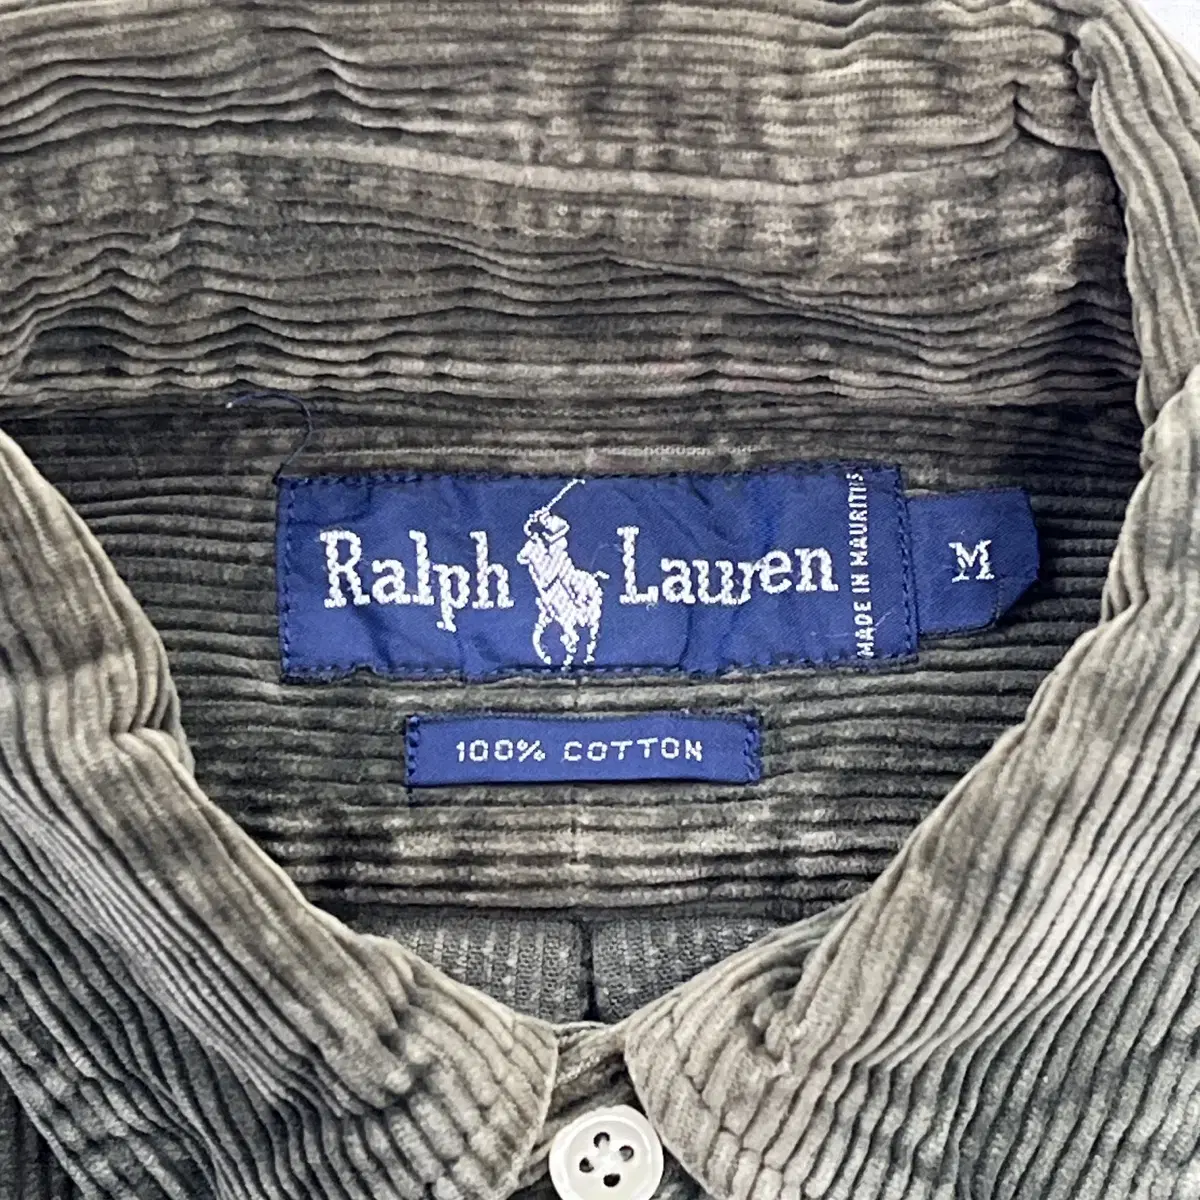 Ralph Lauren
MADE IN MAURITIUS
M
100% COTTON